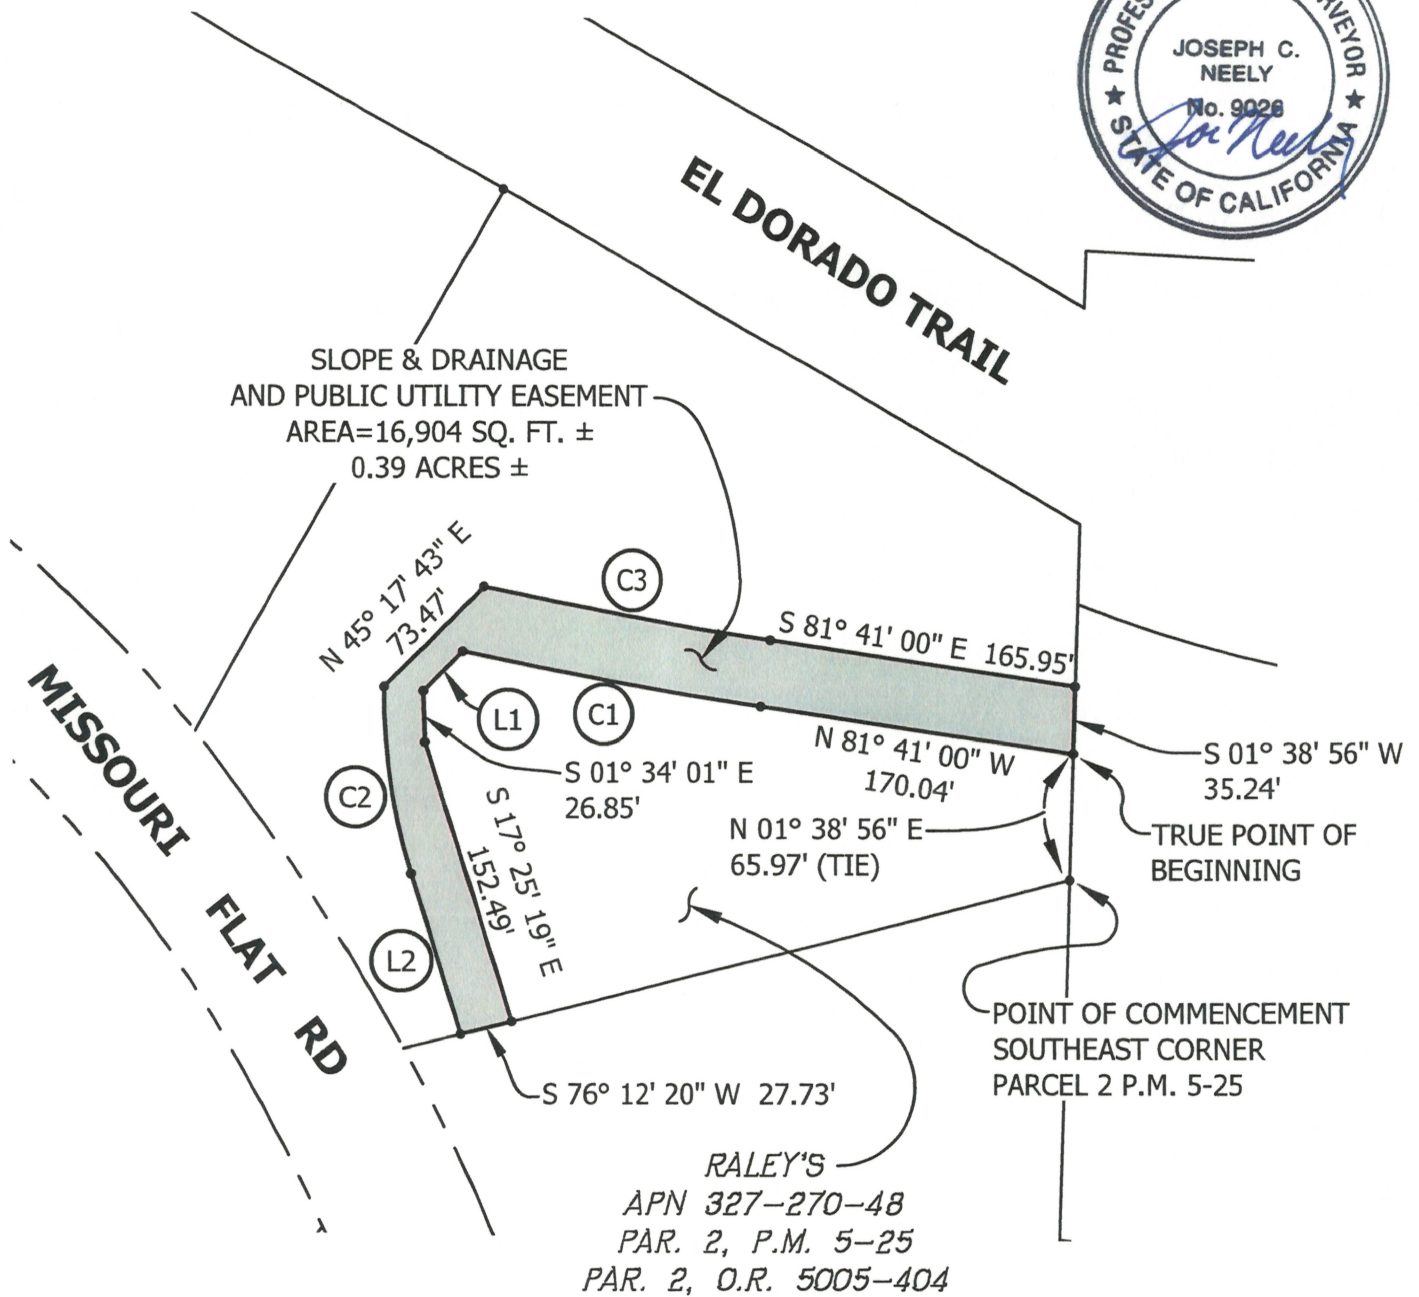 JOSEPH C.
NEELY
No. 9026
STATE OF CALIFORNIA
EL DORADO TRAIL
SLOPE & DRAINAGE
AND PUBLIC UTILITY EASEMENT
AREA=16,904 SQ. FT. ±
0.39 ACRES ±
N 45° 17' 43" E
73.47'
C3
S 81° 41' 00" E 165.95'
L1
C1
N 81° 41' 00" W
170.04'
S 01° 38' 56" W
35.24'
MISSOURI FLAT RD
C2
S 01° 34' 01" E
26.85'
S 17° 25' 19" E
152.49'
N 01° 38' 56" E
65.97' (TIE)
TRUE POINT OF
BEGINNING
L2
POINT OF COMMENCEMENT
SOUTHEAST CORNER
PARCEL 2 P.M. 5-25
S 76° 12' 20" W 27.73'
RALEY'S
APN 327-270-48
PAR. 2, P.M. 5-25
PAR. 2, O.R. 5005-404